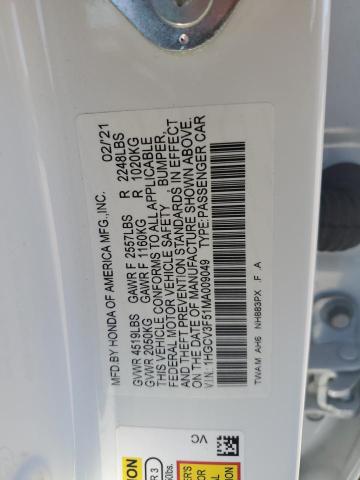 MFD.BY HONDA OF AMERICA MFG.,INC. 02/'21
GVWR 4519LBS GAWR F 2557LBS R 2248LBS
GVWR 2050KG GAWR F 1160KG R 1020KG
THIS VEHICLE CONFORMS TO ALL APPLICABLE
FEDERAL MOTOR VEHICLE SAFETY, BUMPER,
AND THEFT PREVENTION STANDARDS IN EFFECT
ON THE DATE OF MANUFACTURE SHOWN ABOVE.
V.I.N.: 1HGCV3F51MA009049 TYPE:PASSENGER CAR
TWAM AH6 NH883PX F A
VC